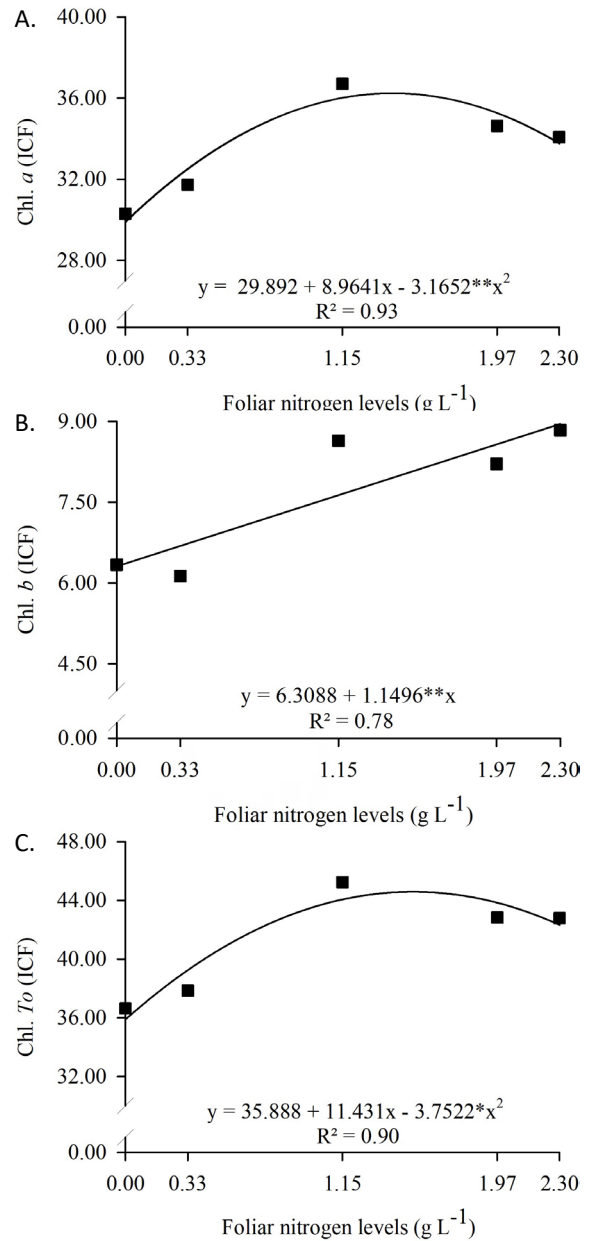 A.
40.00
36.00
32.00
28.00
0.00
Chl. a (ICF)
y = 29.892 + 8.9641x - 3.1652**x²
R² = 0.93
0.00 0.33 1.15 1.97 2.30
Foliar nitrogen levels (g L⁻¹)
B.
9.00
7.50
6.00
4.50
0.00
Chl. b (ICF)
y = 6.3088 + 1.1496**x
R² = 0.78
0.00 0.33 1.15 1.97 2.30
Foliar nitrogen levels (g L⁻¹)
C.
48.00
44.00
40.00
36.00
32.00
0.00
Chl. To (ICF)
y = 35.888 + 11.431x - 3.7522*x²
R² = 0.90
0.00 0.33 1.15 1.97 2.30
Foliar nitrogen levels (g L⁻¹)